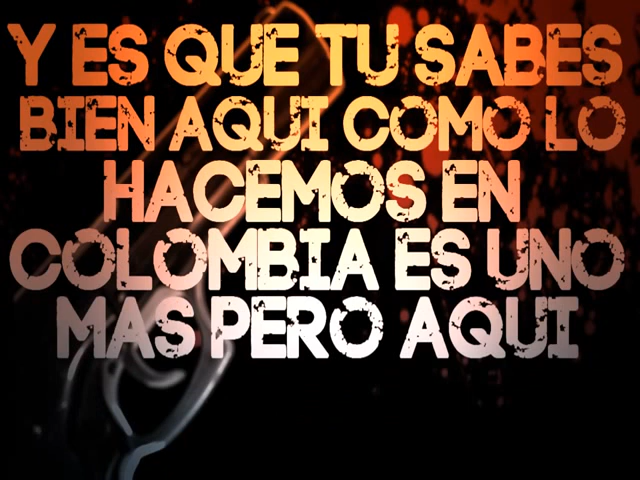 Y ES QUE TU SABES
BIEN AQUI COMO LO
HACEMOS EN
COLOMBIA ES UNO
MAS PERO AQUI